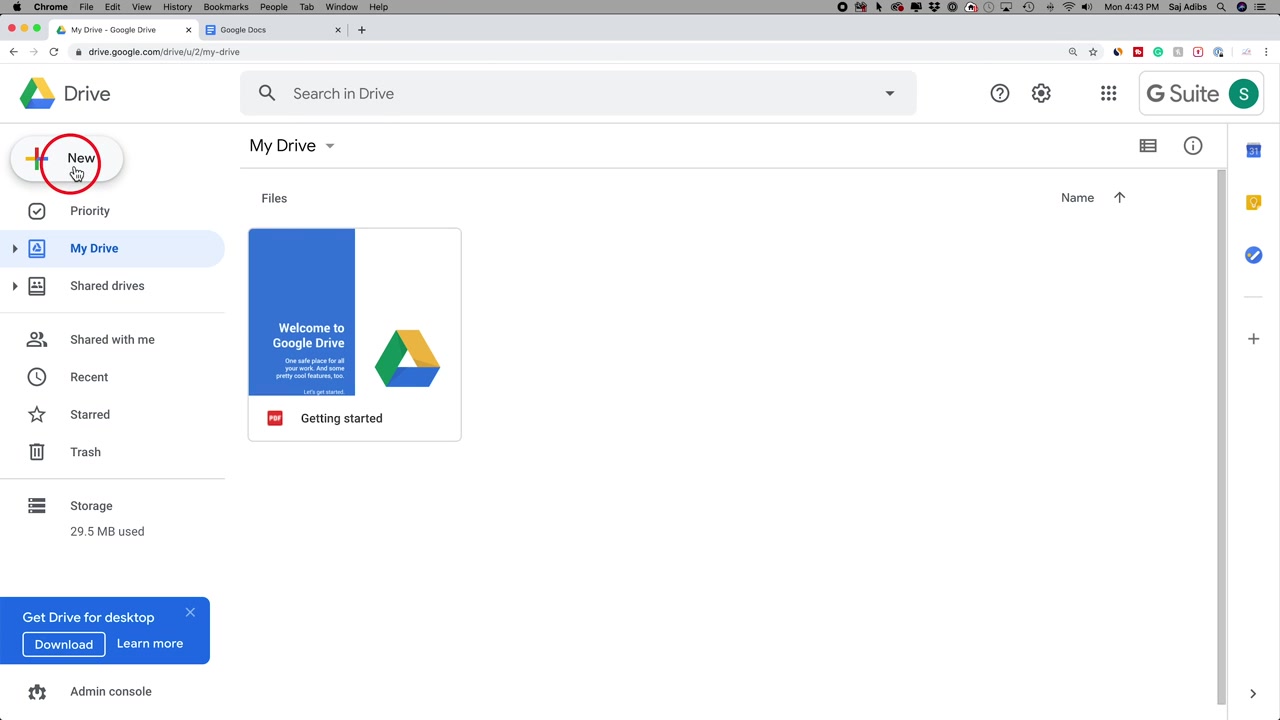 Chrome File Edit View History Bookmarks People Tab Window Help Mon 4:43 PM Saj Adibs
My Drive - Google Drive Google Docs
drive.google.com/drive/u/2/my-drive
Drive
Search in Drive
G Suite S
New
My Drive
Priority
My Drive
Shared drives
Shared with me
Recent
Starred
Trash
Storage
29.5 MB used
Get Drive for desktop
Download Learn more
Admin console
Files
Name
Welcome to
Google Drive
One safe place for all
your work. And some
pretty cool features, too.
Let's get started.
PDF Getting started
31